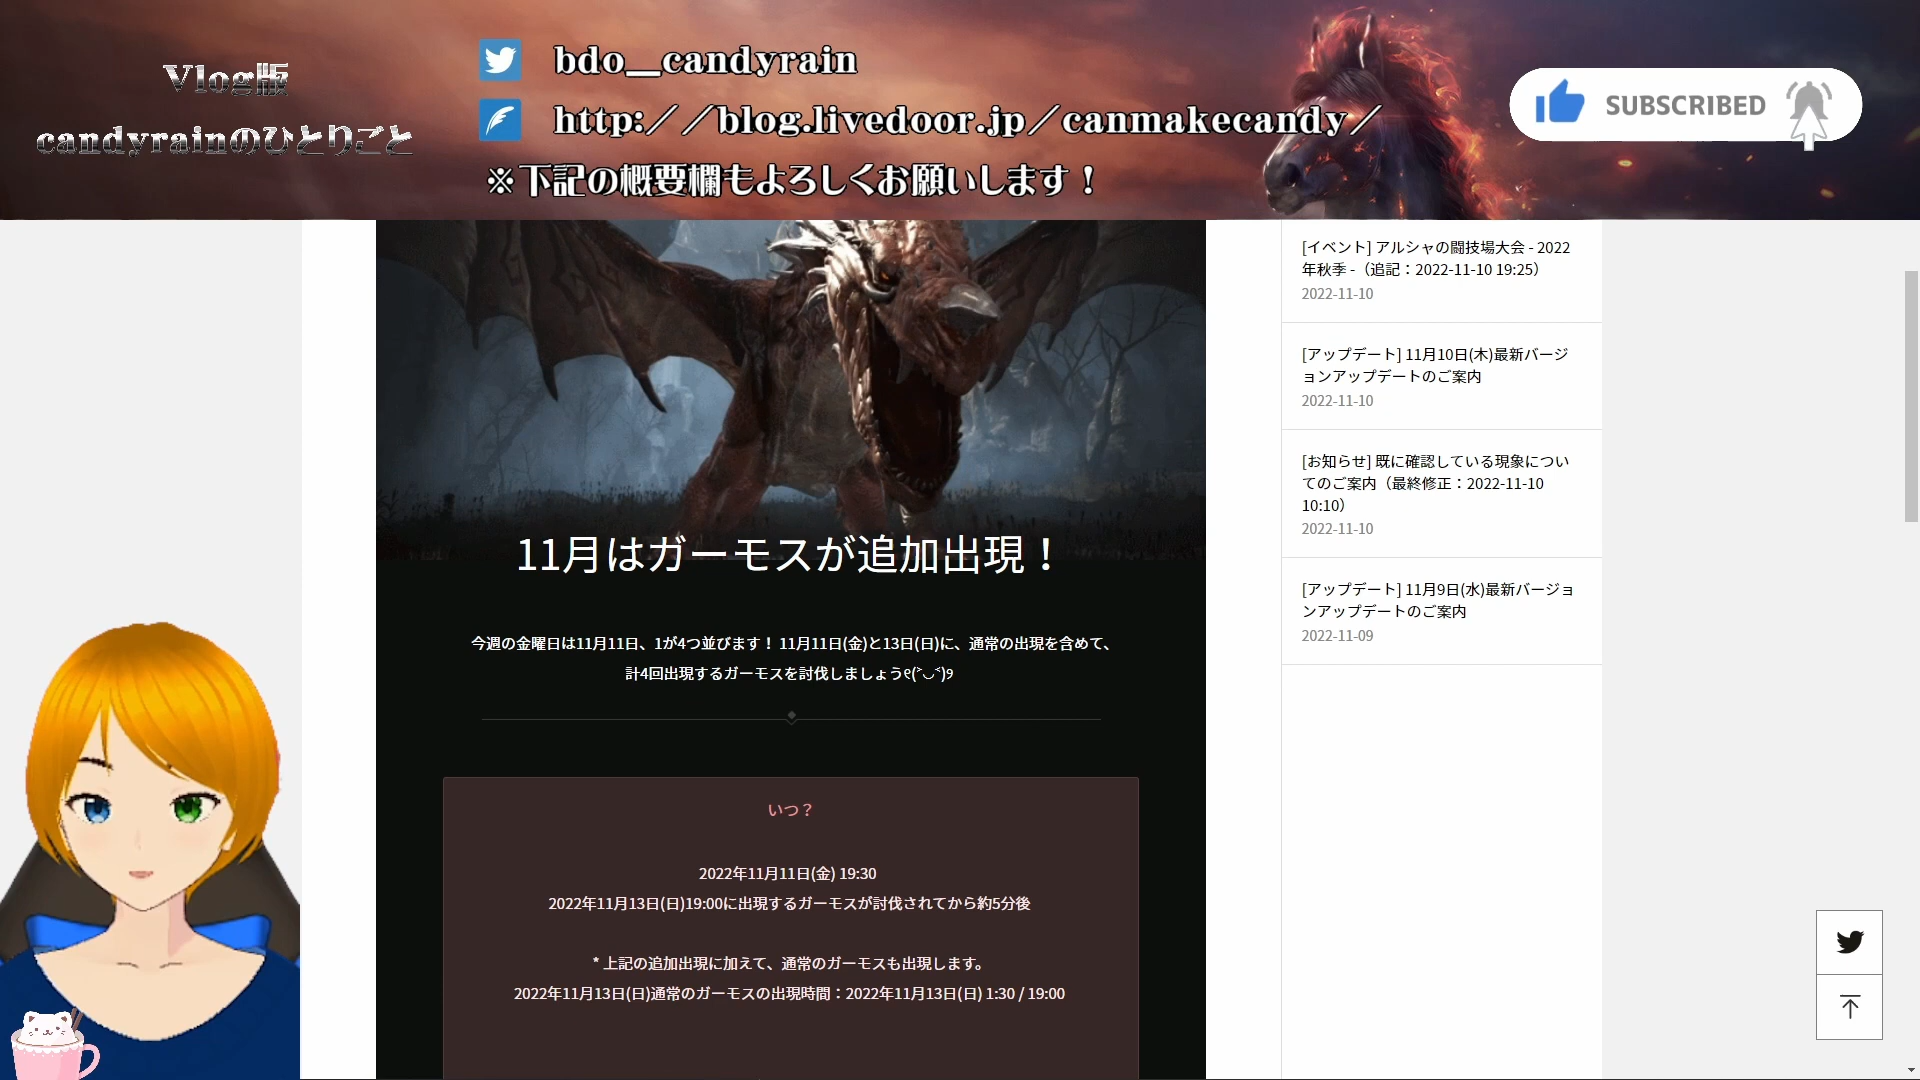 Vlog版
candyrainのひとりごと
bdo__candyrain
http://blog.livedoor.jp/canmakecandy/
※下記の概要欄もよろしくお願いします！
SUBSCRIBED
11月はガーモスが追加出現！
今週の金曜日は11月11日、1が4つ並びます！ 11月11日(金)と13日(日)に、通常の出現を含めて、
計4回出現するガーモスを討伐しましょう୧(˃◡˂)୨
いつ？
2022年11月11日(金) 19:30
2022年11月13日(日)19:00に出現するガーモスが討伐されてから約5分後
* 上記の追加出現に加えて、通常のガーモスも出現します。
2022年11月13日(日)通常のガーモスの出現時間：2022年11月13日(日) 1:30 / 19:00
[イベント] アルシャの闘技場大会 - 2022
年秋季 -（追記：2022-11-10 19:25）
2022-11-10
[アップデート] 11月10日(木)最新バージ
ョンアップデートのご案内
2022-11-10
[お知らせ] 既に確認している現象につい
てのご案内（最終修正：2022-11-10
10:10）
2022-11-10
[アップデート] 11月9日(水)最新バージョ
ンアップデートのご案内
2022-11-09